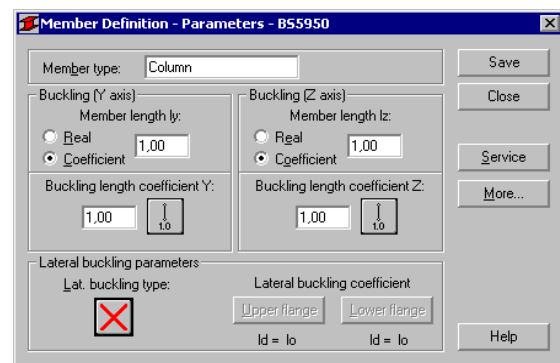 Member Definition - Parameters - BS5950
Member type: Column
Save
Close
Service
More...
Help
Buckling (Y axis)
Member length ly:
Real
Coefficient
1,00
Buckling length coefficient Y:
1,00
1.0
Buckling (Z axis)
Member length lz:
Real
Coefficient
1,00
Buckling length coefficient Z:
1,00
1.0
Lateral buckling parameters
Lat. buckling type:
Lateral buckling coefficient
Upper flange
Lower flange
ld = lo
ld = lo